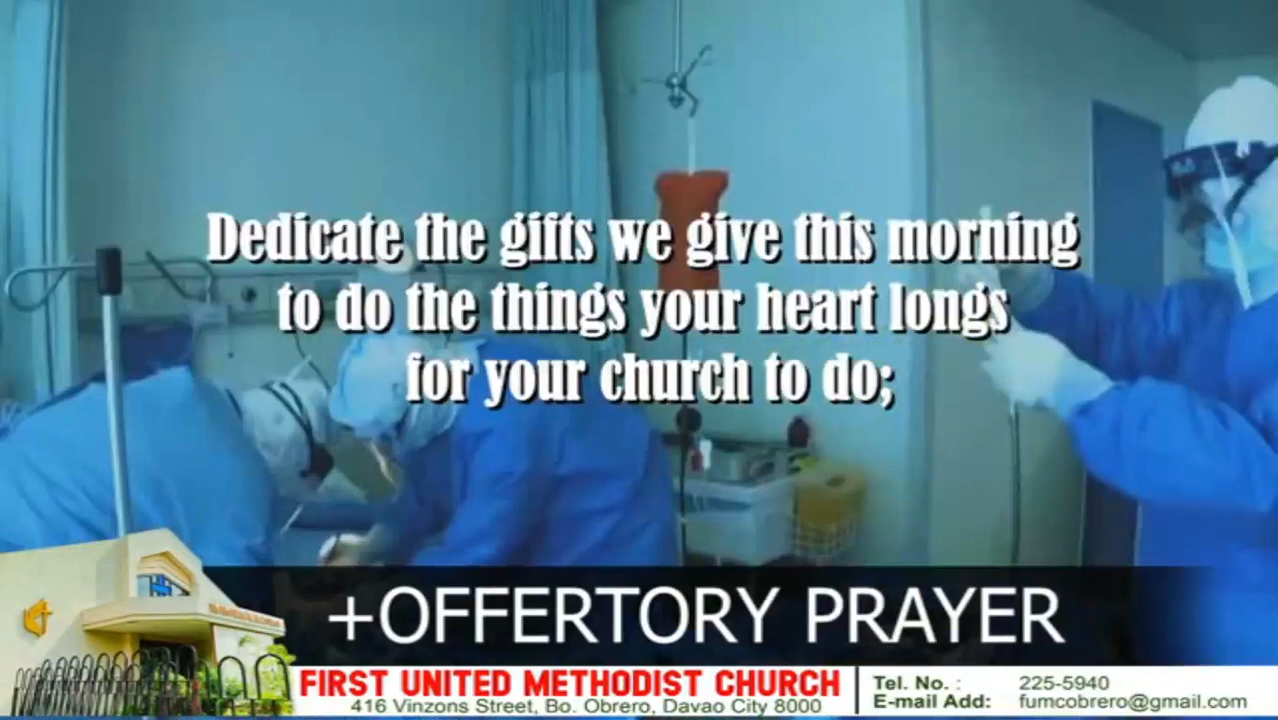 Dedicate the gifts we give this morning
to do the things your heart longs
for your church to do;
+OFFERTORY PRAYER
FIRST UNITED METHODIST CHURCH
416 Vinzons Street, Bo. Obrero, Davao City 8000
Tel. No. : 225-5940
E-mail Add: fumcobrero@gmail.com